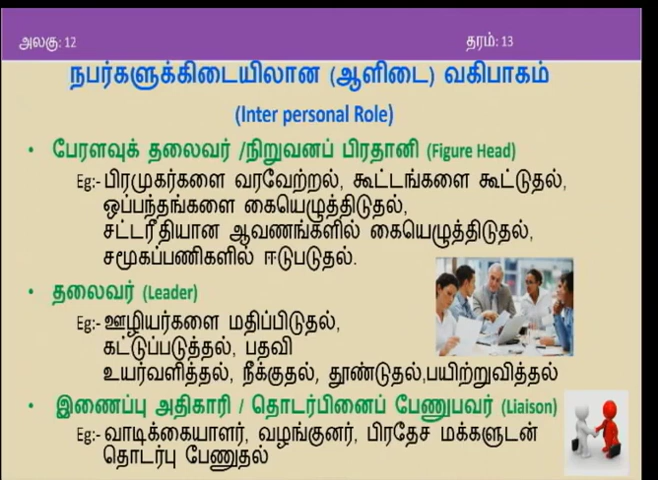 அலகு: 12
தரம்: 13
நபர்களுக்கிடையிலான (ஆளிடை) வகிபாகம்
(Inter personal Role)
• பேரளவுக் தலைவர் /நிறுவனப் பிரதானி (Figure Head)
Eg:- பிரமுகர்களை வரவேற்றல், கூட்டங்களை கூட்டுதல்,
ஒப்பந்தங்களை கையெழுத்திடுதல்,
சட்டரீதியான ஆவணங்களில் கையெழுத்திடுதல்,
சமூகப்பணிகளில் ஈடுபடுதல்.
• தலைவர் (Leader)
Eg:- ஊழியர்களை மதிப்பிடுதல்,
கட்டுப்படுத்தல், பதவி
உயர்வளித்தல், நீக்குதல், தூண்டுதல்,பயிற்றுவித்தல்
• இணைப்பு அதிகாரி / தொடர்பினைப் பேணுபவர் (Liaison)
Eg:- வாடிக்கையாளர், வழங்குனர், பிரதேச மக்களுடன்
தொடர்பு பேணுதல்